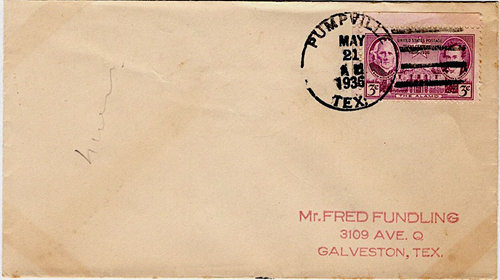 PUMPVILLE
MAY
21
AM
1936
TEX.
UNITED STATES POSTAGE
3¢ 3¢
THE ALAMO
Mr. FRED FUNDLING
3109 AVE. Q
GALVESTON, TEX.